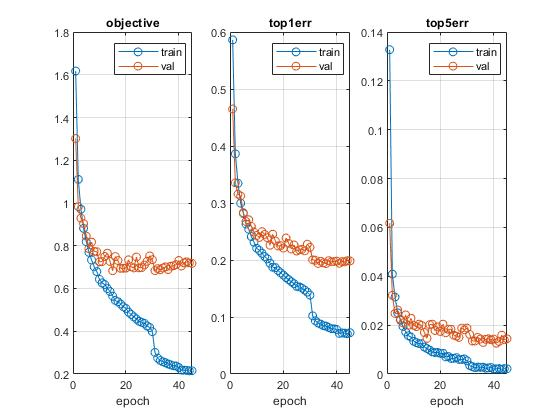 objective
1.8
1.6
1.4
1.2
1
0.8
0.6
0.4
0.2
0
20
40
epoch
train
val
top1err
0.6
0.5
0.4
0.3
0.2
0.1
0
0
20
40
epoch
train
val
top5err
0.14
0.12
0.1
0.08
0.06
0.04
0.02
0
0
20
40
epoch
train
val